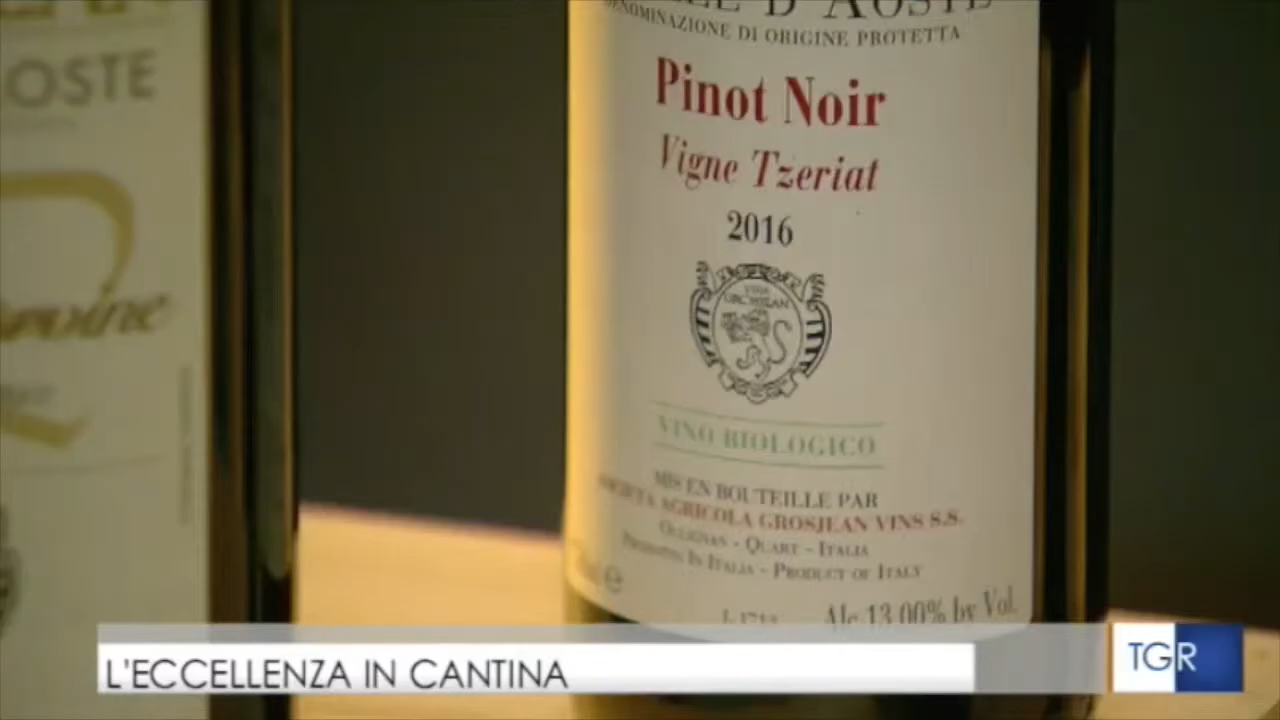 OSTE
D'AOSTE
DENOMINAZIONE DI ORIGINE PROTETTA
Pinot Noir
Vigne Tzeriat
2016
VINO BIOLOGICO
MIS EN BOUTEILLE PAR
SOCIETÀ AGRICOLA GROSJEAN VINS S.S.
OLLIGNAN - QUART - ITALIA
PRODOTTO IN ITALIA - PRODUCT OF ITALY
Alc 13.00% by Vol.
L'ECCELLENZA IN CANTINA
TGR